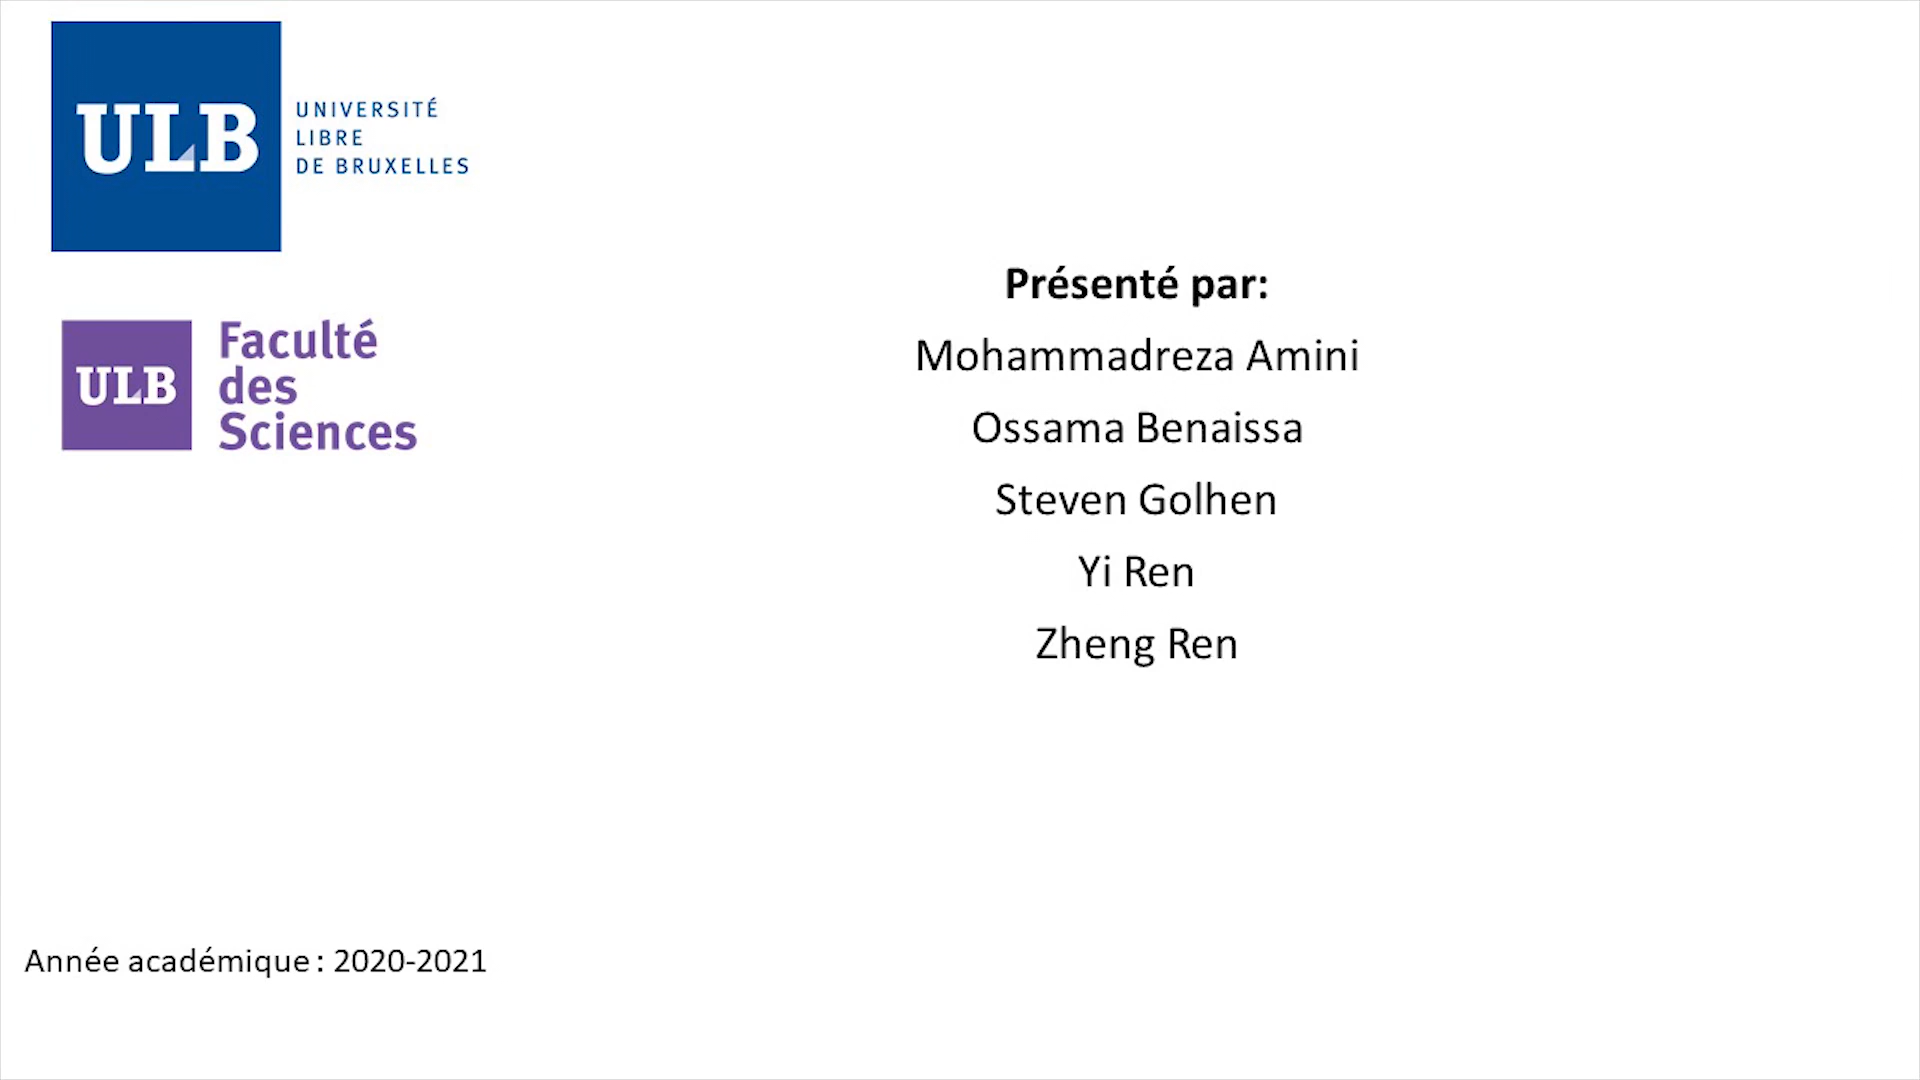 ULB
UNIVERSITÉ
LIBRE
DE BRUXELLES
ULB
Faculté
des
Sciences
Présenté par:
Mohammadreza Amini
Ossama Benaissa
Steven Golhen
Yi Ren
Zheng Ren
Année académique : 2020-2021